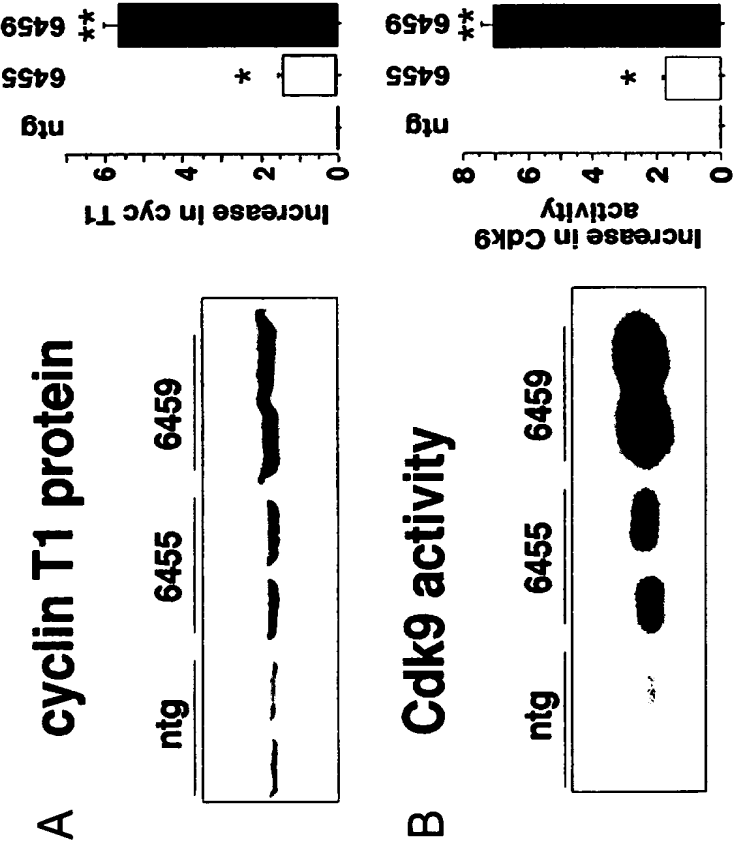 A cyclin T1 protein
ntg 6455 6459
Increase in cyc T1
0 2 4 6
ntg 6455 6459
*
**
B Cdk9 activity
ntg 6455 6459
Increase in Cdk9
activity
0 2 4 6 8
ntg 6455 6459
*
**